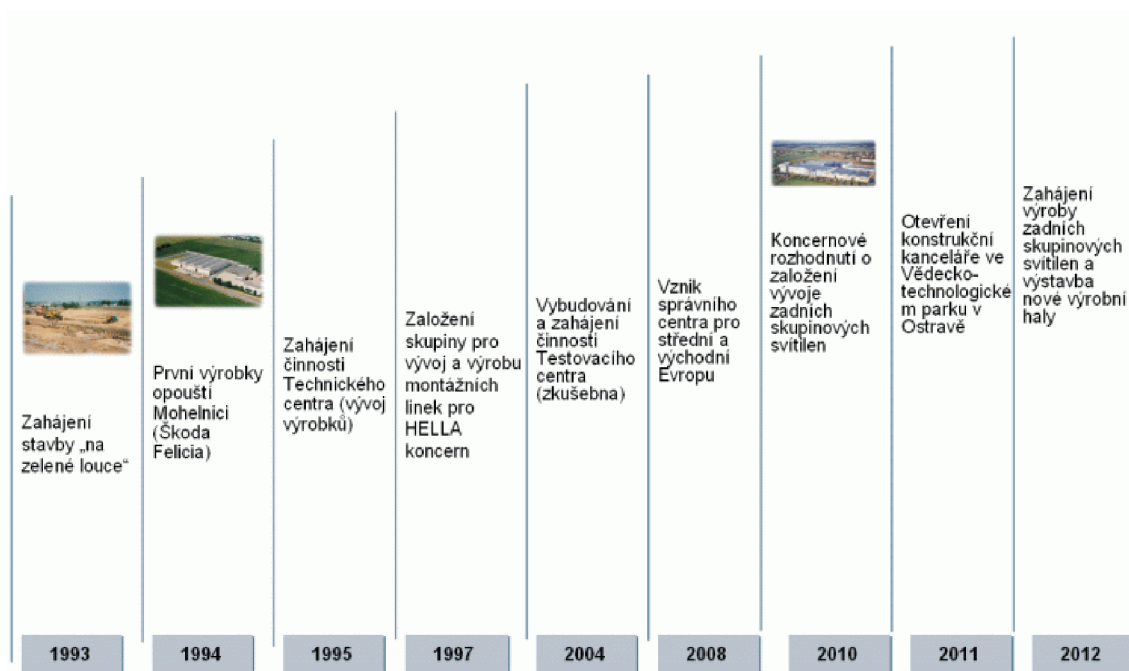 Zahájení
stavby „na
zelené louce“
1993
První výrobky
opouští
Mohelnici
(Škoda
Felicia)
1994
Zahájení
činnosti
Technického
centra (vývoj
výrobků)
1995
Založení
skupiny pro
vývoj a výrobu
montážních
linek pro
HELLA
koncern
1997
Vybudování
a zahájení
činnosti
Testovacího
centra
(zkušebna)
2004
Vznik
správního
centra pro
střední a
východní
Evropu
2008
Koncernové
rozhodnutí o
založení
vývoje
zadních
skupinových
svítilen
2010
Otevření
konstrukční
kanceláře ve
Vědecko-
technologické
m parku v
Ostravě
2011
Zahájení
výroby
zadních
skupinových
svítilen a
výstavba
nové výrobní
haly
2012